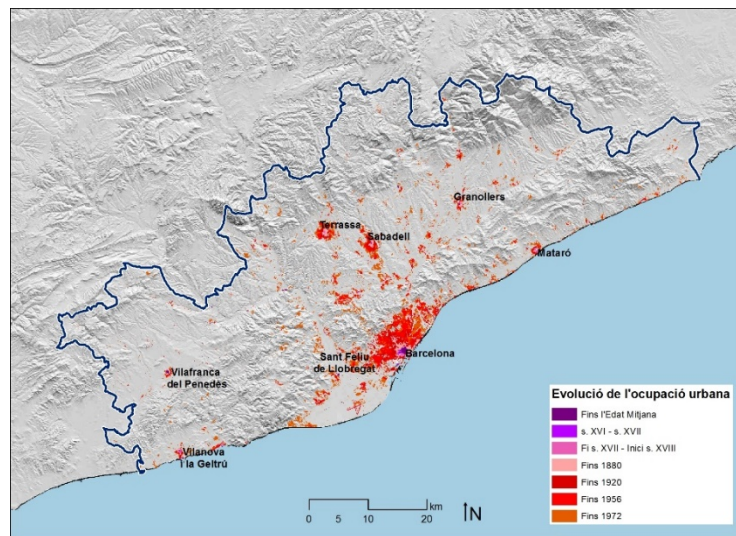 Granollers
Terrassa
Sabadell
Mataró
Sant Feliu
de Llobregat
Barcelona
Vilafranca
del Penedès
Vilanova
i la Geltrú
Evolució de l'ocupació urbana
Fins l'Edat Mitjana
s. XVI - s. XVII
Fi s. XVII - Inici s. XVIII
Fins 1880
Fins 1920
Fins 1956
Fins 1972
km
0 5 10 20
N